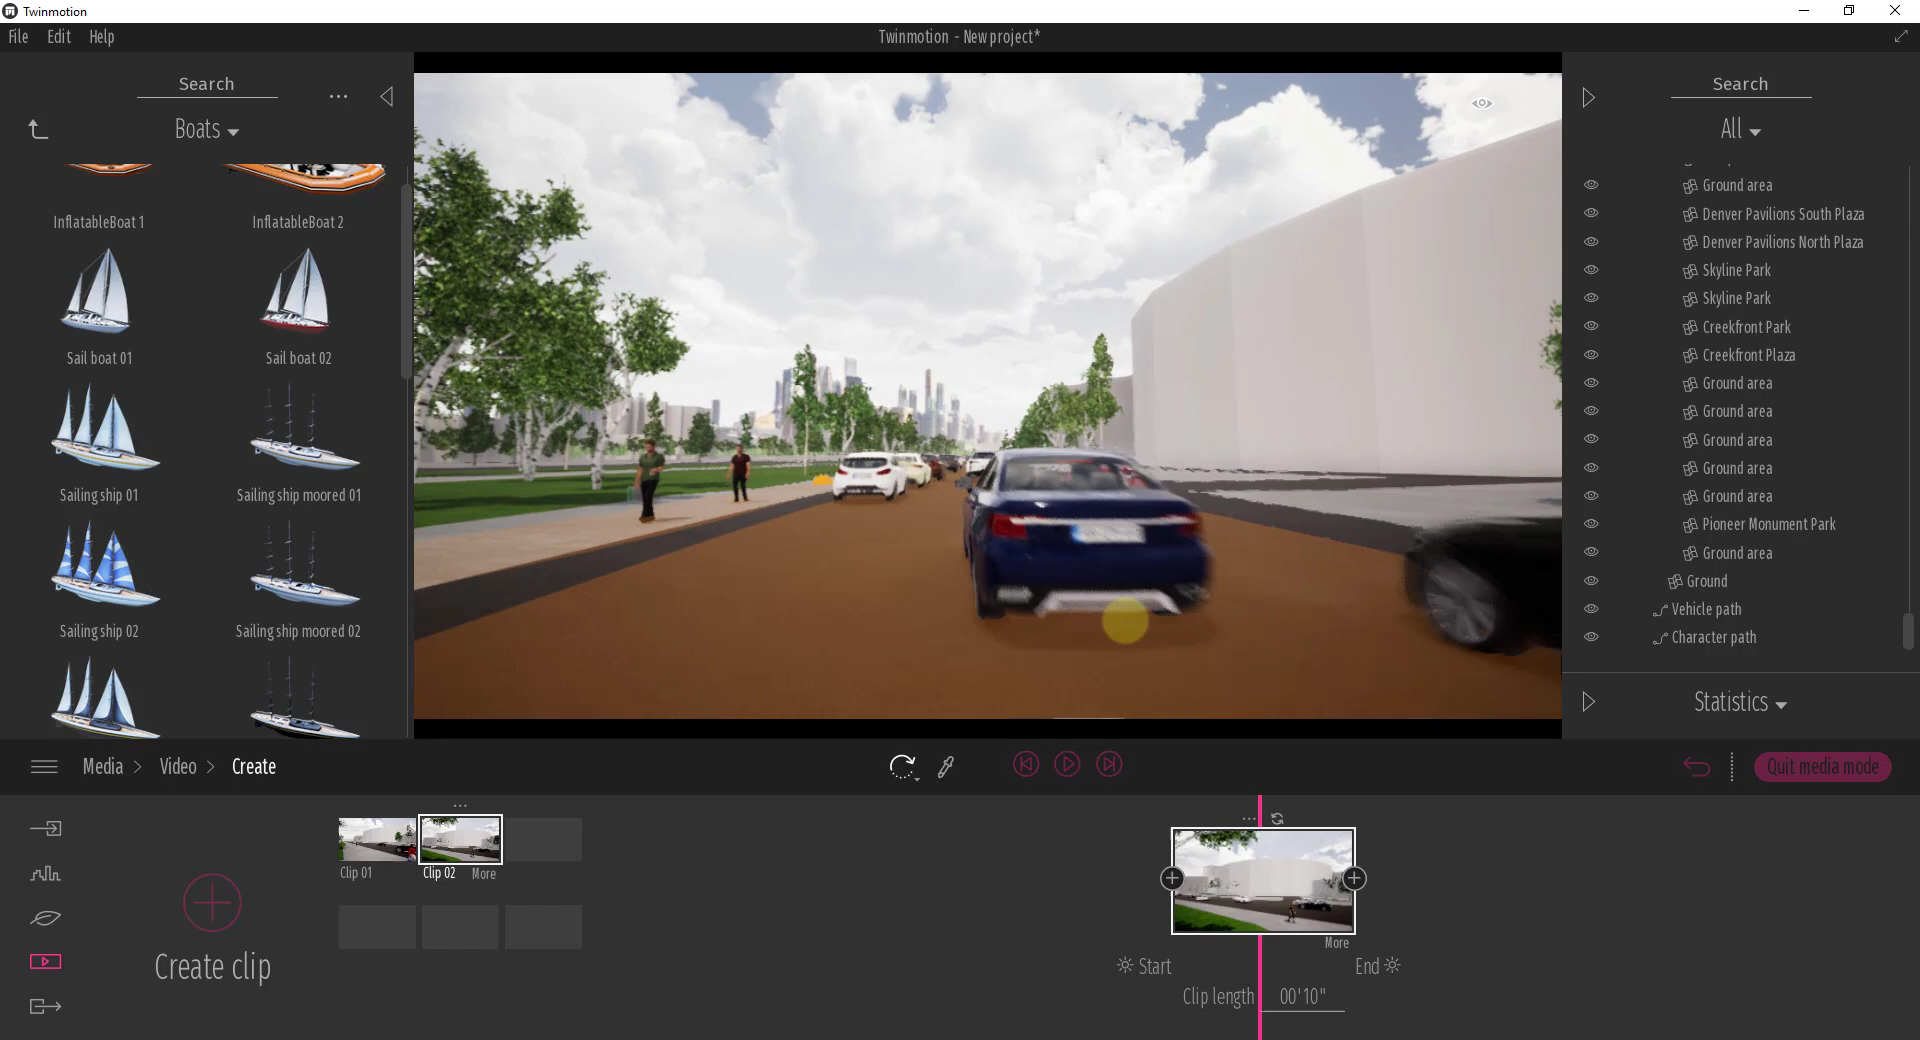 Twinmotion
File Edit Help
Twinmotion - New project*
Search
Boats
InflatableBoat 1
InflatableBoat 2
Sail boat 01
Sail boat 02
Sailing ship 01
Sailing ship moored 01
Sailing ship 02
Sailing ship moored 02
Search
All
Ground area
Denver Pavilions South Plaza
Denver Pavilions North Plaza
Skyline Park
Skyline Park
Creekfront Park
Creekfront Plaza
Ground area
Ground area
Ground area
Ground area
Ground area
Pioneer Monument Park
Ground area
Ground
Vehicle path
Character path
Statistics
Media > Video > Create
Quit media mode
Create clip
Clip 01
Clip 02 More
More
Start
End
Clip length 00'10"